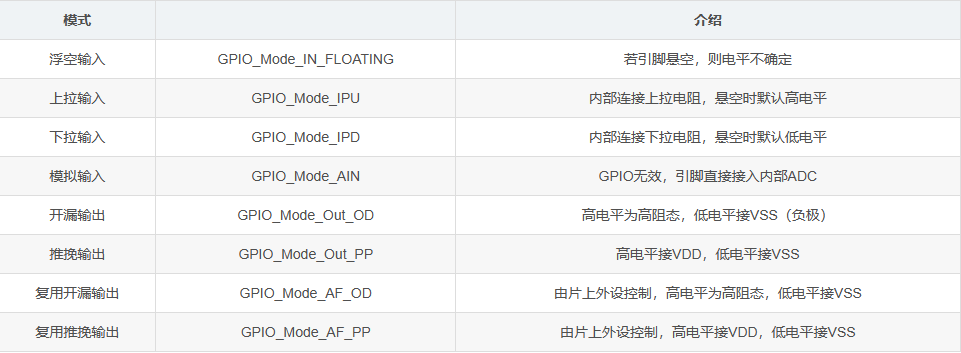 模式 介绍
浮空输入 GPIO_Mode_IN_FLOATING 若引脚悬空，则电平不确定
上拉输入 GPIO_Mode_IPU 内部连接上拉电阻，悬空时默认高电平
下拉输入 GPIO_Mode_IPD 内部连接下拉电阻，悬空时默认低电平
模拟输入 GPIO_Mode_AIN GPIO无效，引脚直接接入内部ADC
开漏输出 GPIO_Mode_Out_OD 高电平为高阻态，低电平接VSS（负极）
推挽输出 GPIO_Mode_Out_PP 高电平接VDD，低电平接VSS
复用开漏输出 GPIO_Mode_AF_OD 由片上外设控制，高电平为高阻态，低电平接VSS
复用推挽输出 GPIO_Mode_AF_PP 由片上外设控制，高电平接VDD，低电平接VSS